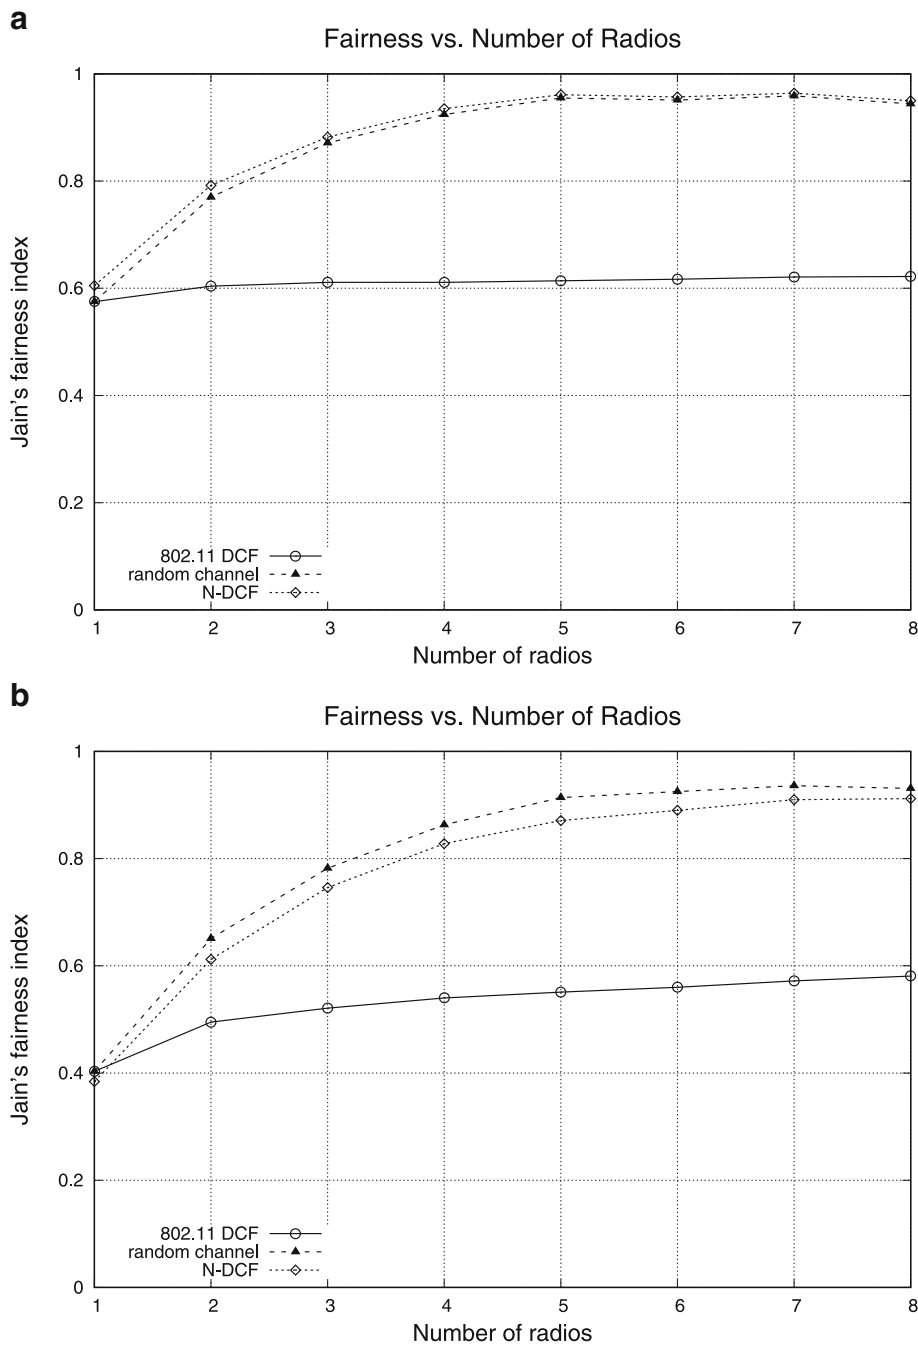 a
Fairness vs. Number of Radios
1
0.8
0.6
0.4
0.2
0
Jain's fairness index
802.11 DCF
random channel
N-DCF
1 2 3 4 5 6 7 8
Number of radios
b
Fairness vs. Number of Radios
1
0.8
0.6
0.4
0.2
0
Jain's fairness index
802.11 DCF
random channel
N-DCF
1 2 3 4 5 6 7 8
Number of radios